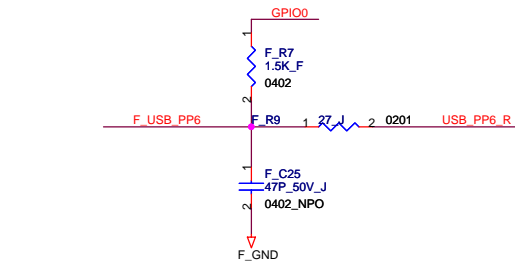 GPIO0
1
F_R7
1.5K_F
0402
2
F_USB_PP6
F_R9
1
27_J
2
0201
USB_PP6_R
1
F_C25
47P_50V_J
2
0402_NPO
F_GND